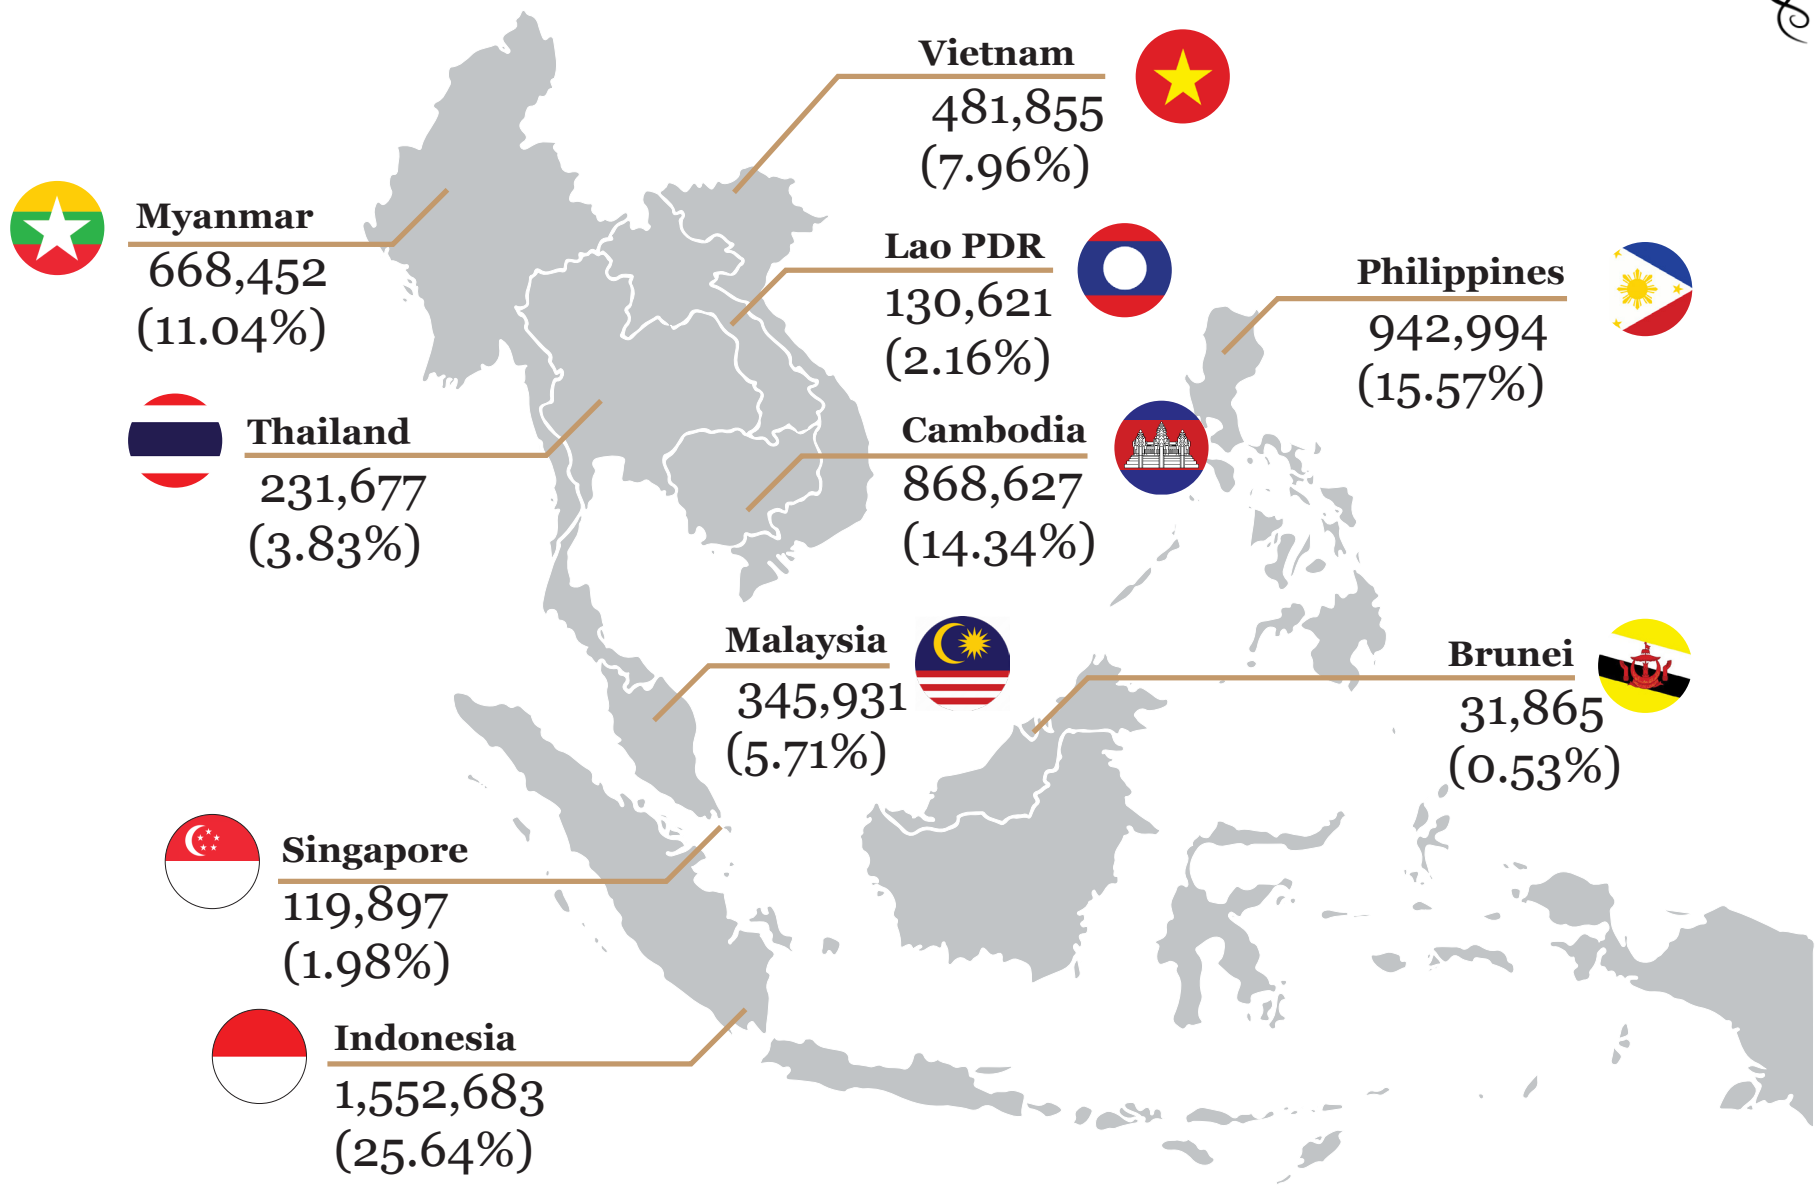 Vietnam
481,855
(7.96%)
Myanmar
668,452
(11.04%)
Lao PDR
130,621
(2.16%)
Philippines
942,994
(15.57%)
Thailand
231,677
(3.83%)
Cambodia
868,627
(14.34%)
Malaysia
345,931
(5.71%)
Brunei
31,865
(0.53%)
Singapore
119,897
(1.98%)
Indonesia
1,552,683
(25.64%)